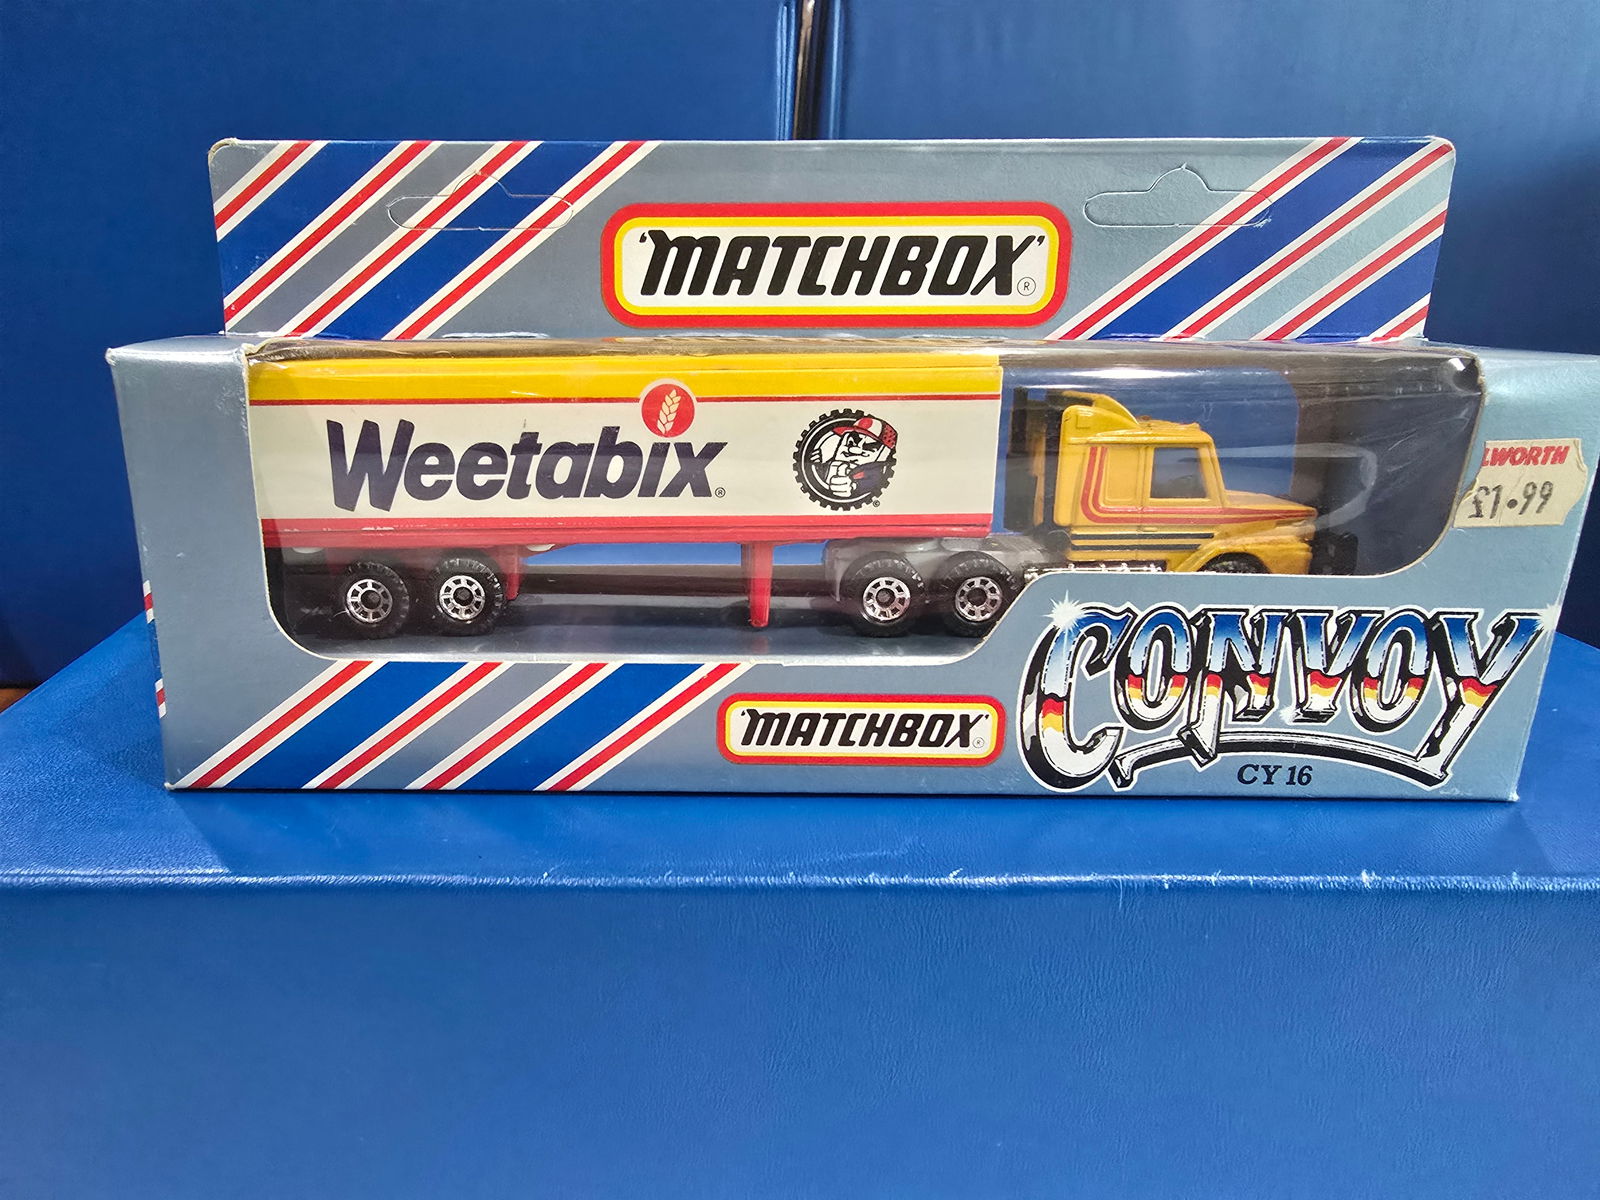 'MATCHBOX'®
Weetabix®
©
LWORTH
£1.99
'MATCHBOX'®
CONVOY
CY 16